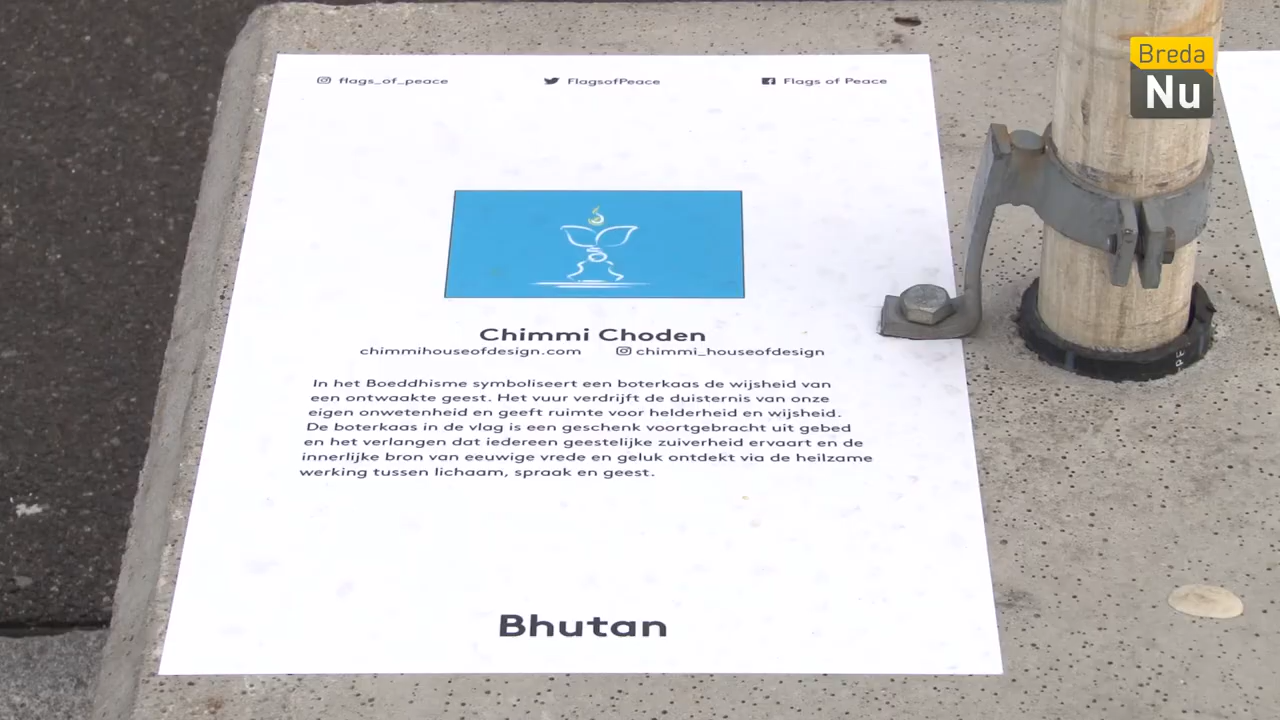 flags_of_peace FlagsofPeace Flags of Peace
Breda
Nu
Chimmi Choden
chimmihouseofdesign.com chimmi_houseofdesign
In het Boeddhisme symboliseert een boterkaas de wijsheid van
een ontwaakte geest. Het vuur verdrijft de duisternis van onze
eigen onwetenheid en geeft ruimte voor helderheid en wijsheid.
De boterkaas in de vlag is een geschenk voortgebracht uit gebed
en het verlangen dat iedereen geestelijke zuiverheid ervaart en de
innerlijke bron van eeuwige vrede en geluk ontdekt via de heilzame
werking tussen lichaam, spraak en geest.
Bhutan